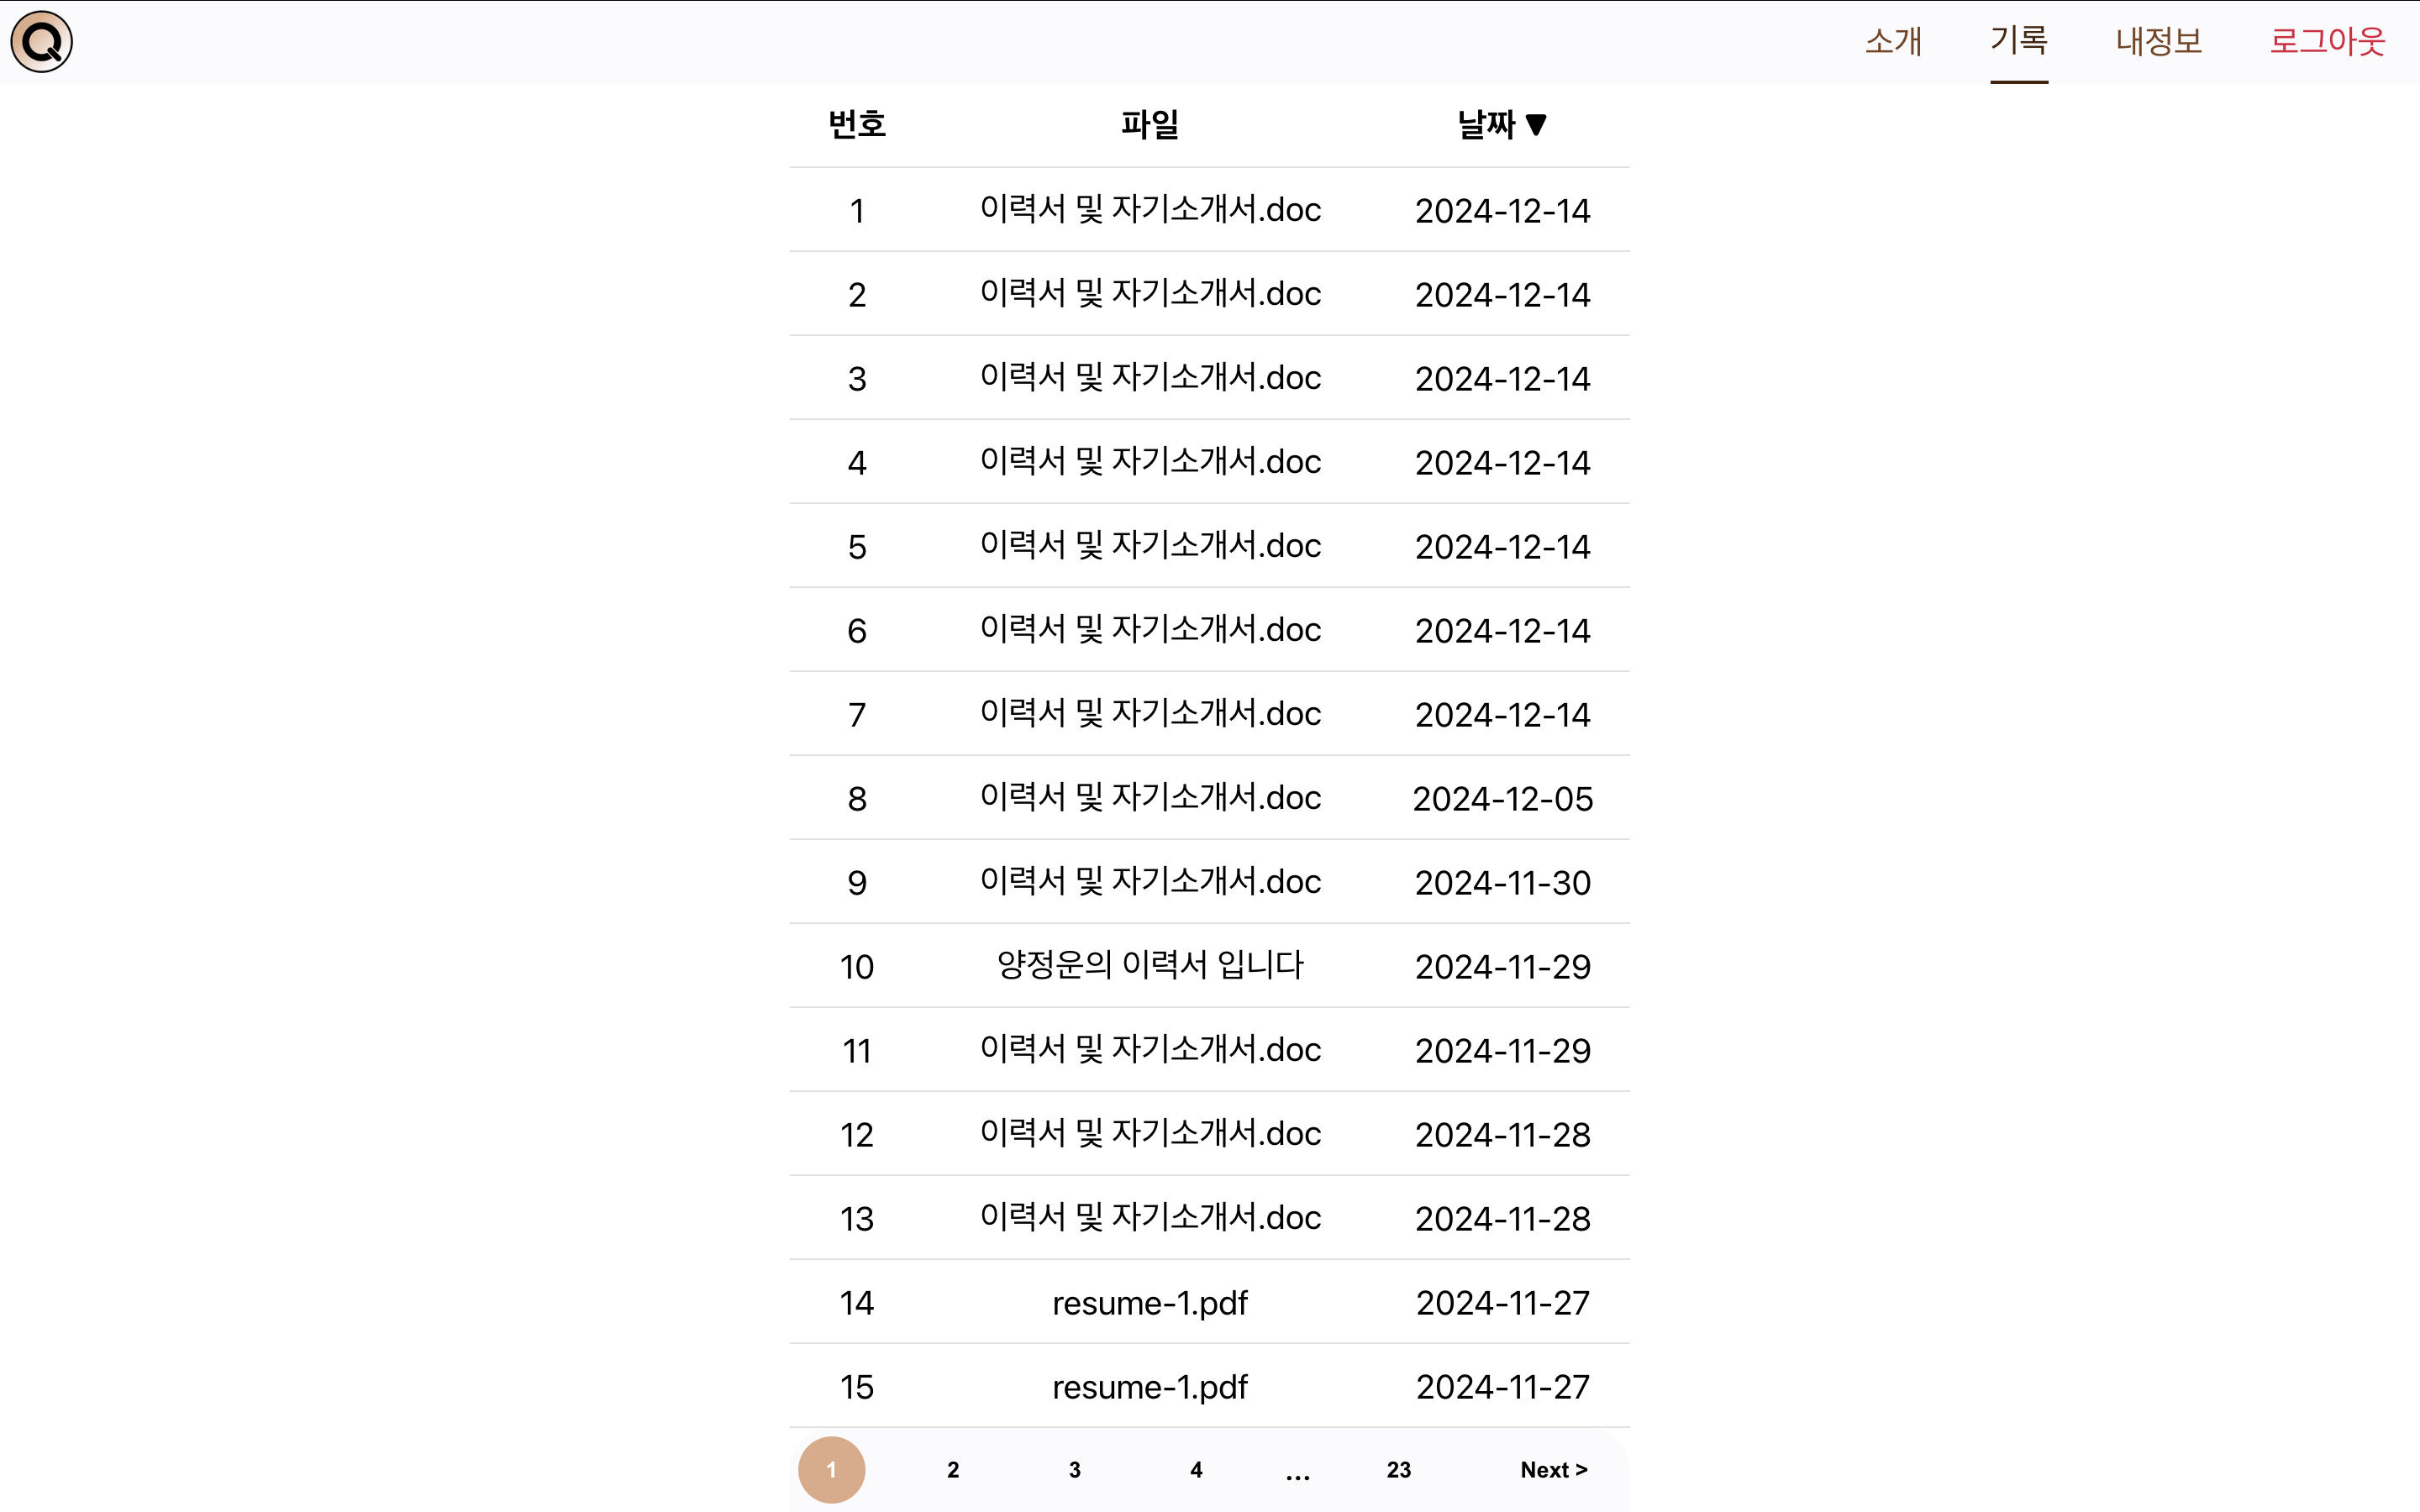 Q 소개 기록 내정보 로그아웃
번호 파일 날짜 ▼
1 이력서 및 자기소개서.doc 2024-12-14
2 이력서 및 자기소개서.doc 2024-12-14
3 이력서 및 자기소개서.doc 2024-12-14
4 이력서 및 자기소개서.doc 2024-12-14
5 이력서 및 자기소개서.doc 2024-12-14
6 이력서 및 자기소개서.doc 2024-12-14
7 이력서 및 자기소개서.doc 2024-12-14
8 이력서 및 자기소개서.doc 2024-12-05
9 이력서 및 자기소개서.doc 2024-11-30
10 양정운의 이력서 입니다 2024-11-29
11 이력서 및 자기소개서.doc 2024-11-29
12 이력서 및 자기소개서.doc 2024-11-28
13 이력서 및 자기소개서.doc 2024-11-28
14 resume-1.pdf 2024-11-27
15 resume-1.pdf 2024-11-27
1 2 3 4 ... 23 Next >